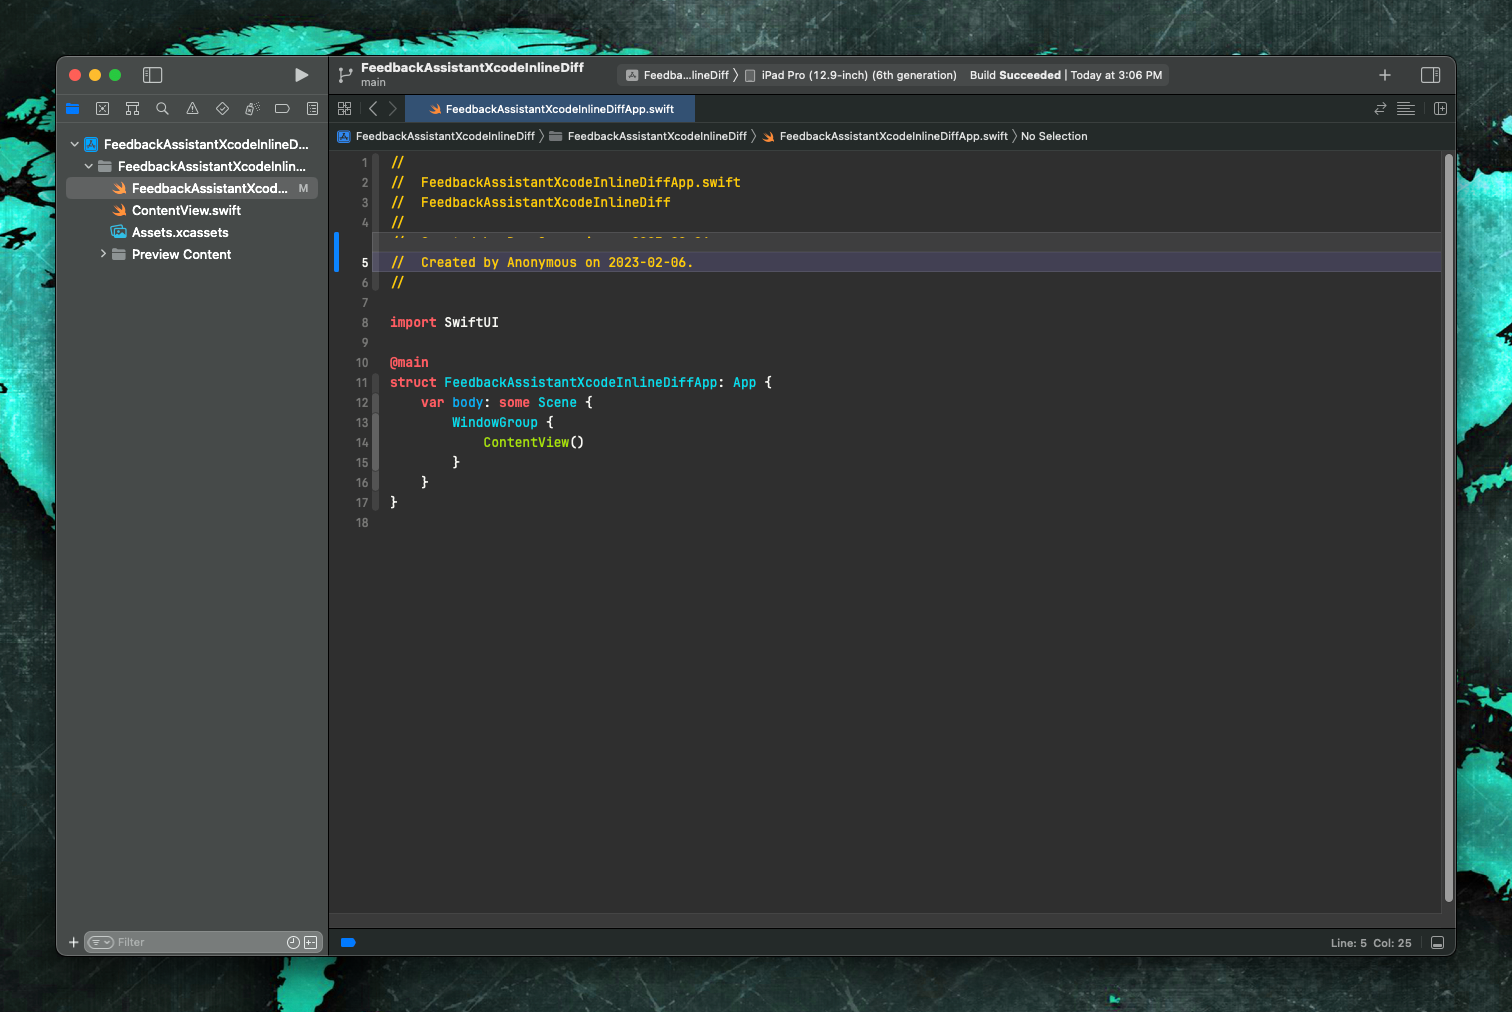 FeedbackAssistantXcodeInlineDiff
main
Feedba...lineDiff 〉 iPad Pro (12.9-inch) (6th generation)
Build Succeeded | Today at 3:06 PM
FeedbackAssistantXcodeInlineD...
FeedbackAssistantXcodeInlin...
FeedbackAssistantXcod... M
ContentView.swift
Assets.xcassets
Preview Content
Filter
FeedbackAssistantXcodeInlineDiffApp.swift
FeedbackAssistantXcodeInlineDiff 〉 FeedbackAssistantXcodeInlineDiff 〉 FeedbackAssistantXcodeInlineDiffApp.swift 〉 No Selection
1 //
2 //  FeedbackAssistantXcodeInlineDiffApp.swift
3 //  FeedbackAssistantXcodeInlineDiff
4 //
5 //  Created by Anonymous on 2023-02-06.
6 //
7
8 import SwiftUI
9
10 @main
11 struct FeedbackAssistantXcodeInlineDiffApp: App {
12     var body: some Scene {
13         WindowGroup {
14             ContentView()
15         }
16     }
17 }
18
Line: 5 Col: 25